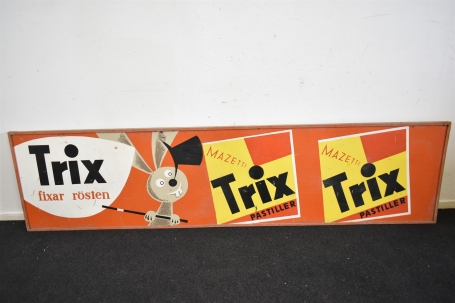 Trix
fixar rösten
MAZETTI
Trix
PASTILLER
MAZETTI
Trix
PASTILLER